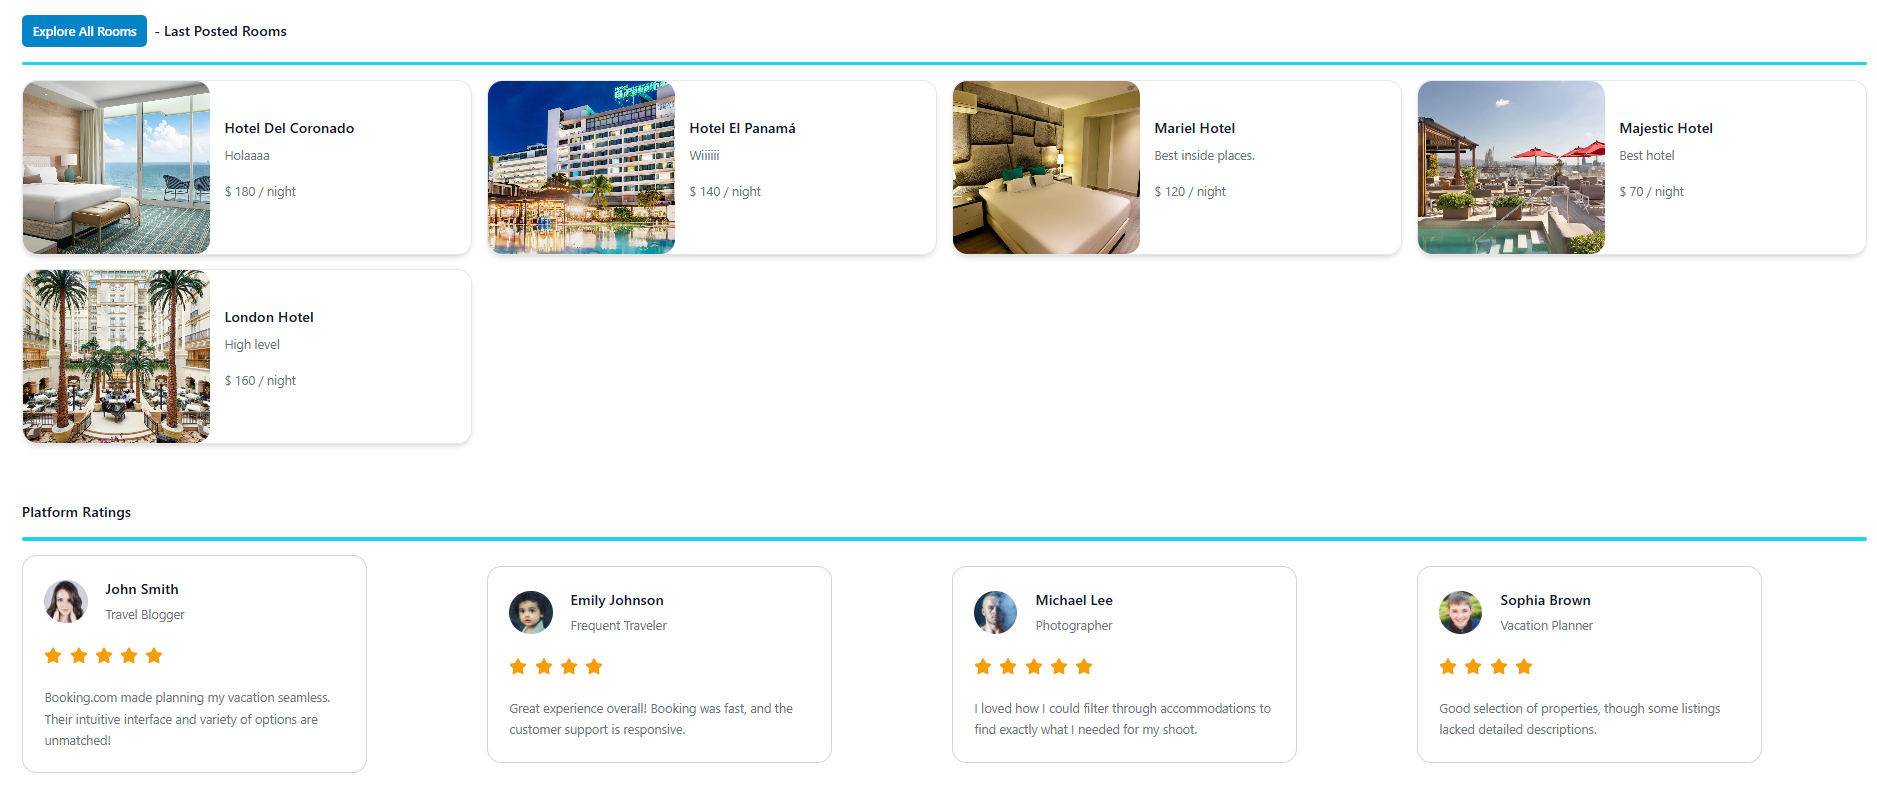 Explore All Rooms - Last Posted Rooms
Hotel Del Coronado
Holaaaa
$ 180 / night
Hotel El Panamá
Wiiiiii
$ 140 / night
Mariel Hotel
Best inside places.
$ 120 / night
Majestic Hotel
Best hotel
$ 70 / night
London Hotel
High level
$ 160 / night
Platform Ratings
John Smith
Travel Blogger
Booking.com made planning my vacation seamless.
Their intuitive interface and variety of options are
unmatched!
Emily Johnson
Frequent Traveler
Great experience overall! Booking was fast, and the
customer support is responsive.
Michael Lee
Photographer
I loved how I could filter through accommodations to
find exactly what I needed for my shoot.
Sophia Brown
Vacation Planner
Good selection of properties, though some listings
lacked detailed descriptions.